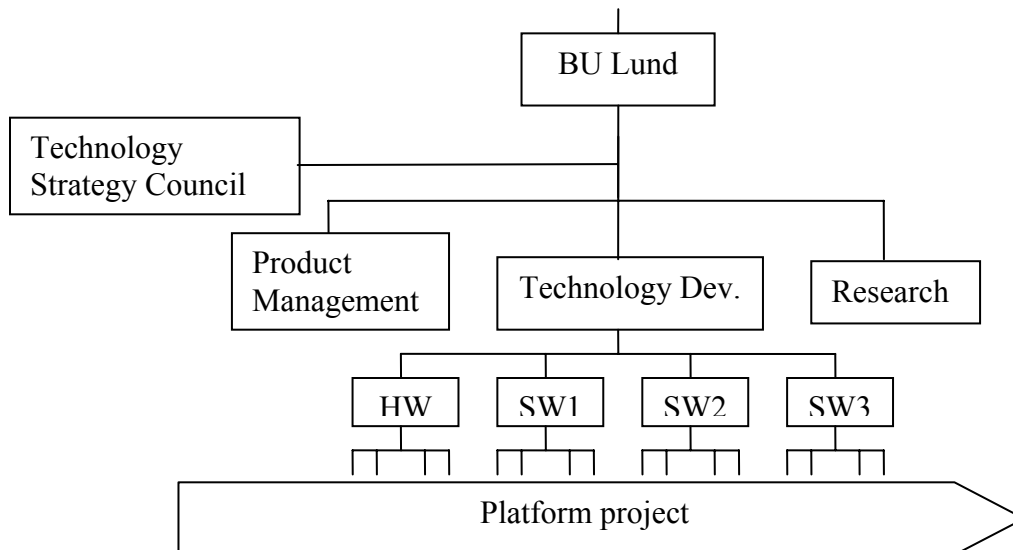 BU Lund
Technology
Strategy Council
Product
Management
Technology Dev.
Research
HW
SW1
SW2
SW3
Platform project